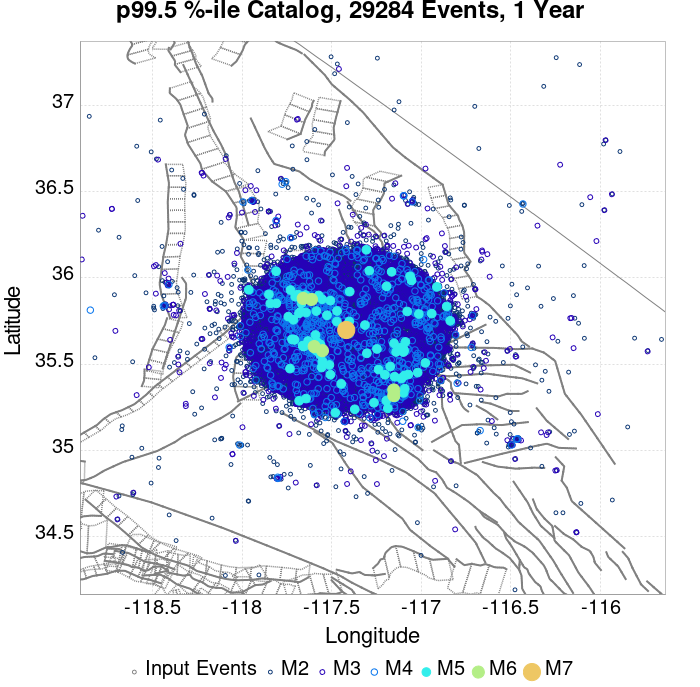 p99.5 %-ile Catalog, 29284 Events, 1 Year
37
36.5
36
35.5
35
34.5
Latitude
-118.5 -118 -117.5 -117 -116.5 -116
Longitude
Input Events M2 M3 M4 M5 M6 M7